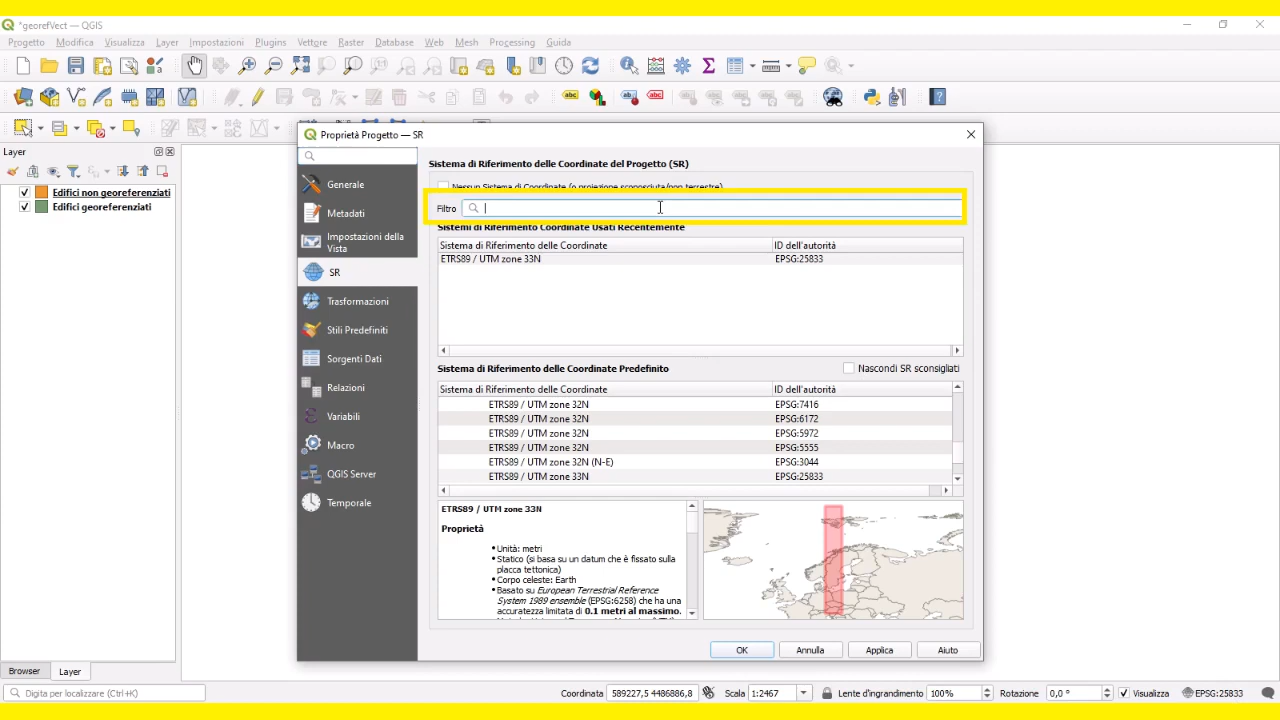 *georefVect — QGIS
Progetto Modifica Visualizza Layer Impostazioni Plugins Vettore Raster Database Web Mesh Processing Guida
Layer
Edifici non georeferenziati
Edifici georeferenziati
Proprietà Progetto — SR
Generale
Metadati
Impostazioni della
Vista
SR
Trasformazioni
Stili Predefiniti
Sorgenti Dati
Relazioni
Variabili
Macro
QGIS Server
Temporale
Sistema di Riferimento delle Coordinate del Progetto (SR)
Nessun Sistema di Coordinate (o proiezione sconosciuta/non terrestre)
Filtro
Sistemi di Riferimento Coordinate Usati Recentemente
Sistema di Riferimento delle Coordinate ID dell'autorità
ETRS89 / UTM zone 33N EPSG:25833
Sistema di Riferimento delle Coordinate Predefinito Nascondi SR sconsigliati
Sistema di Riferimento delle Coordinate ID dell'autorità
ETRS89 / UTM zone 32N EPSG:7416
ETRS89 / UTM zone 32N EPSG:6172
ETRS89 / UTM zone 32N EPSG:5972
ETRS89 / UTM zone 32N EPSG:5555
ETRS89 / UTM zone 32N (N-E) EPSG:3044
ETRS89 / UTM zone 33N EPSG:25833
ETRS89 / UTM zone 33N
Proprietà
• Unità: metri
• Statico (si basa su un datum che è fissato sulla
placca tettonica)
• Corpo celeste: Earth
• Basato su European Terrestrial Reference
System 1989 ensemble (EPSG:6258) che ha una
accuratezza limitata di 0.1 metri al massimo.
OK Annulla Applica Aiuto
Browser Layer
Digita per localizzare (Ctrl+K) Coordinata 589227,5 4486886,8 Scala 1:2467 Lente d'ingrandimento 100% Rotazione 0,0 ° Visualizza EPSG:25833